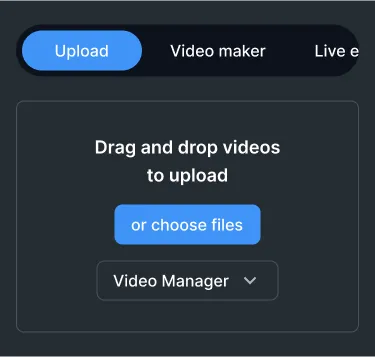 Upload
Video maker
Live e
Drag and drop videos
to upload
or choose files
Video Manager